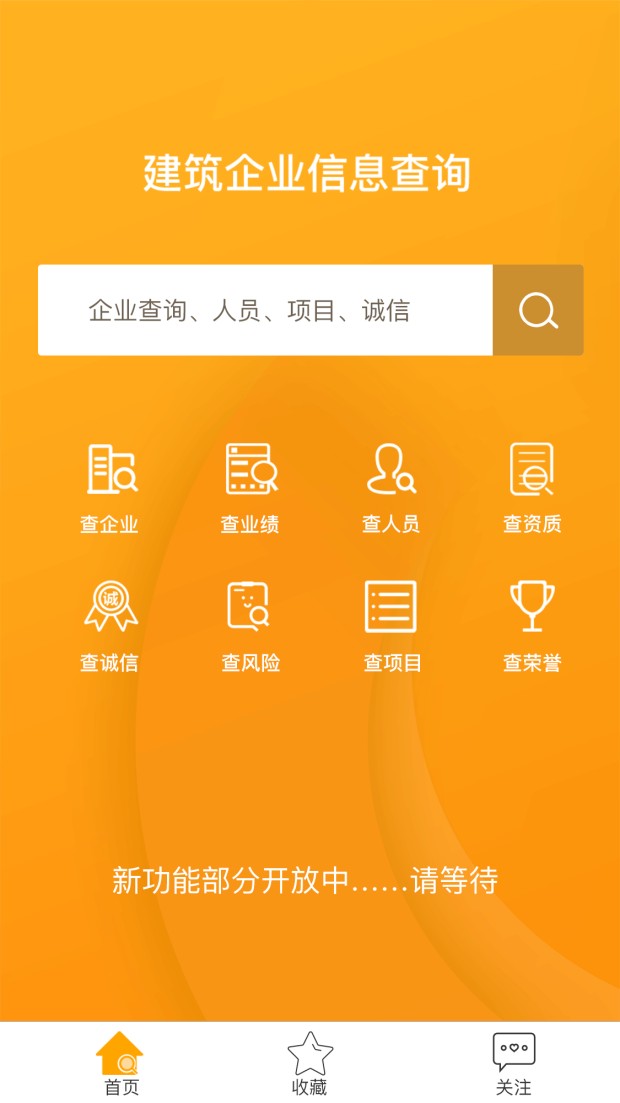 建筑企业信息查询
企业查询、人员、项目、诚信
查企业 查业绩 查人员 查资质
诚
查诚信 查风险 查项目 查荣誉
新功能部分开放中......请等待
首页 收藏 关注